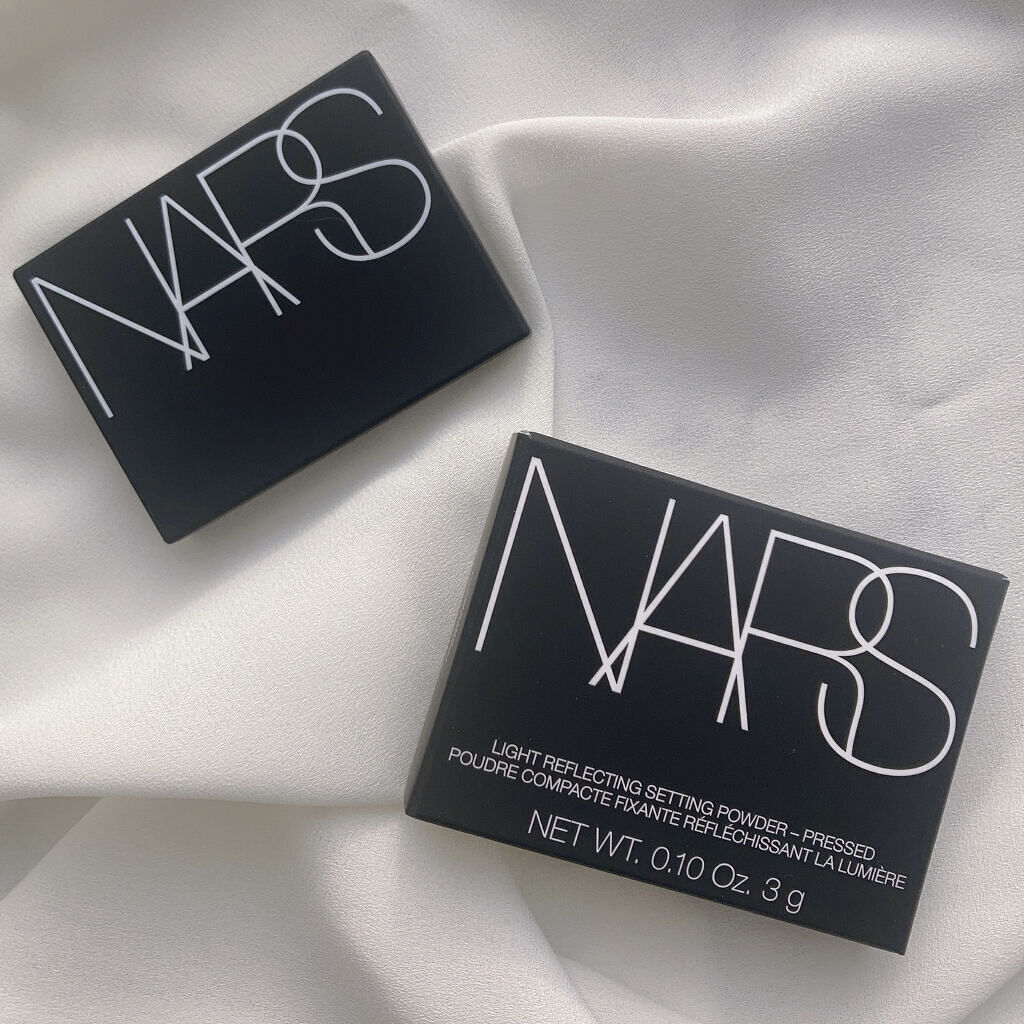 NARS
NARS
LIGHT REFLECTING SETTING POWDER – PRESSED
POUDRE COMPACTE FIXANTE RÉFLÉCHISSANT LA LUMIÈRE
NET WT. 0.10 Oz. 3 g